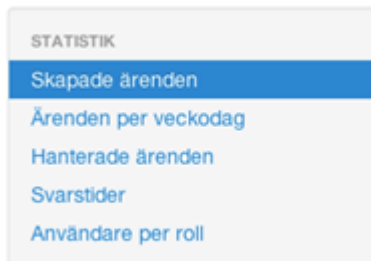 STATISTIK
Skapade ärenden
Ärenden per veckodag
Hanterade ärenden
Svarstider
Användare per roll